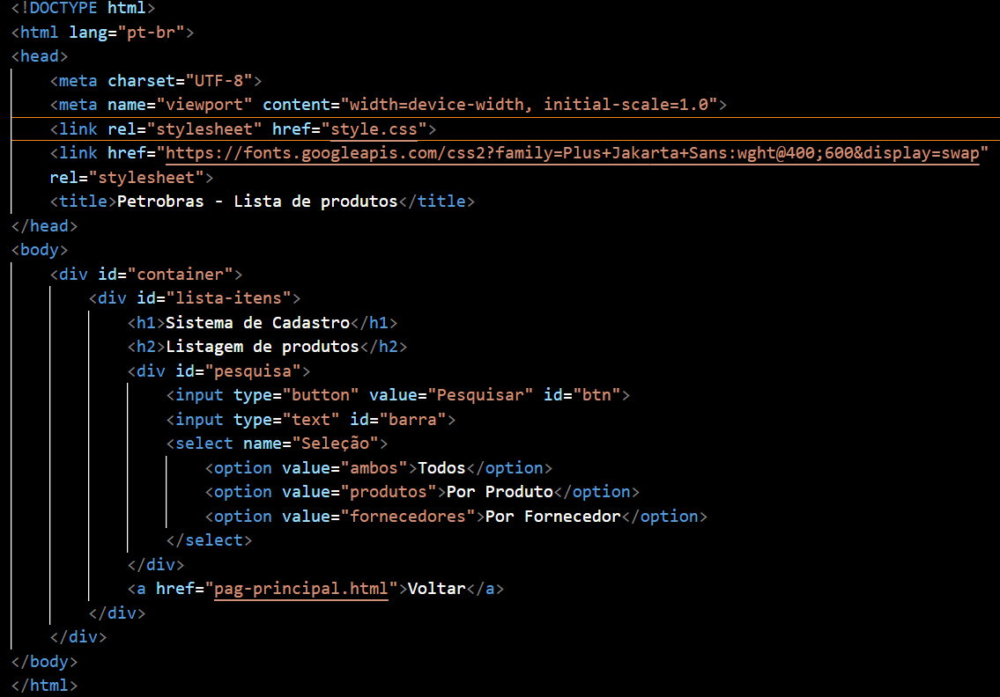 <!DOCTYPE html>
<html lang="pt-br">
<head>
    <meta charset="UTF-8">
    <meta name="viewport" content="width=device-width, initial-scale=1.0">
    <link rel="stylesheet" href="style.css">
    <link href="https://fonts.googleapis.com/css2?family=Plus+Jakarta+Sans:wght@400;600&display=swap"
    rel="stylesheet">
    <title>Petrobras - Lista de produtos</title>
</head>
<body>
    <div id="container">
        <div id="lista-itens">
            <h1>Sistema de Cadastro</h1>
            <h2>Listagem de produtos</h2>
            <div id="pesquisa">
                <input type="button" value="Pesquisar" id="btn">
                <input type="text" id="barra">
                <select name="Seleção">
                    <option value="ambos">Todos</option>
                    <option value="produtos">Por Produto</option>
                    <option value="fornecedores">Por Fornecedor</option>
                </select>
            </div>
            <a href="pag-principal.html">Voltar</a>
        </div>
    </div>
</body>
</html>